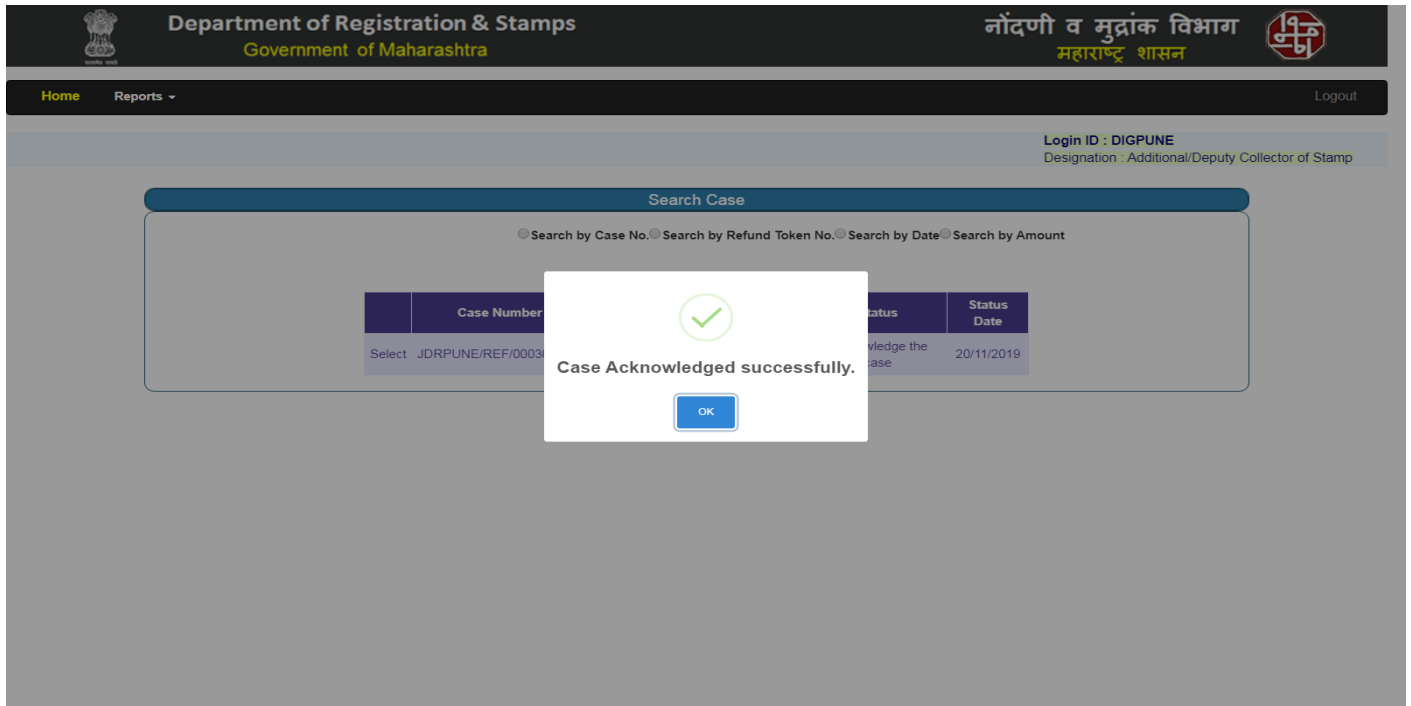 Department of Registration & Stamps
Government of Maharashtra
नोंदणी व मुद्रांक विभाग
महाराष्ट्र शासन
Home Reports
Logout
Login ID : DIGPUNE
Designation : Additional/Deputy Collector of Stamp
Search Case
Search by Case No. Search by Refund Token No. Search by Date Search by Amount
Case Number
Status Date
Select JDRPUNE/REF/0003
the
20/11/2019
Case Acknowledged successfully.
OK